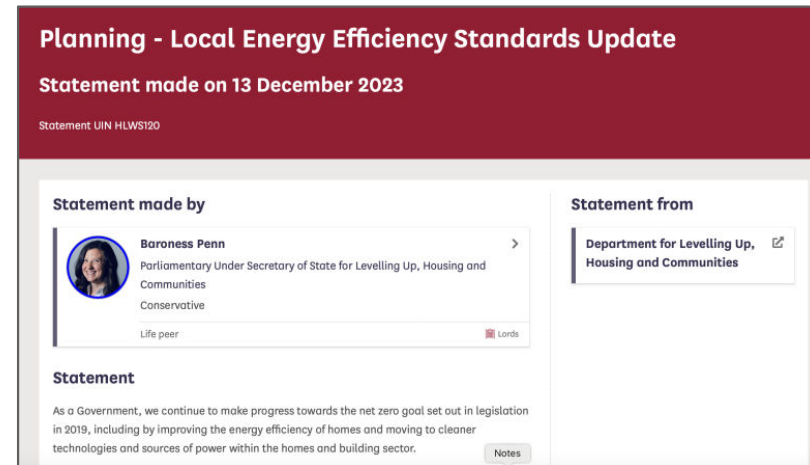 Planning - Local Energy Efficiency Standards Update
Statement made on 13 December 2023
Statement UIN HLWS120
Statement made by
Baroness Penn
Parliamentary Under Secretary of State for Levelling Up, Housing and
Communities
Conservative
Life peer
Lords
Statement from
Department for Levelling Up,
Housing and Communities
Statement
As a Government, we continue to make progress towards the net zero goal set out in legislation
in 2019, including by improving the energy efficiency of homes and moving to cleaner
technologies and sources of power within the homes and building sector.
Notes